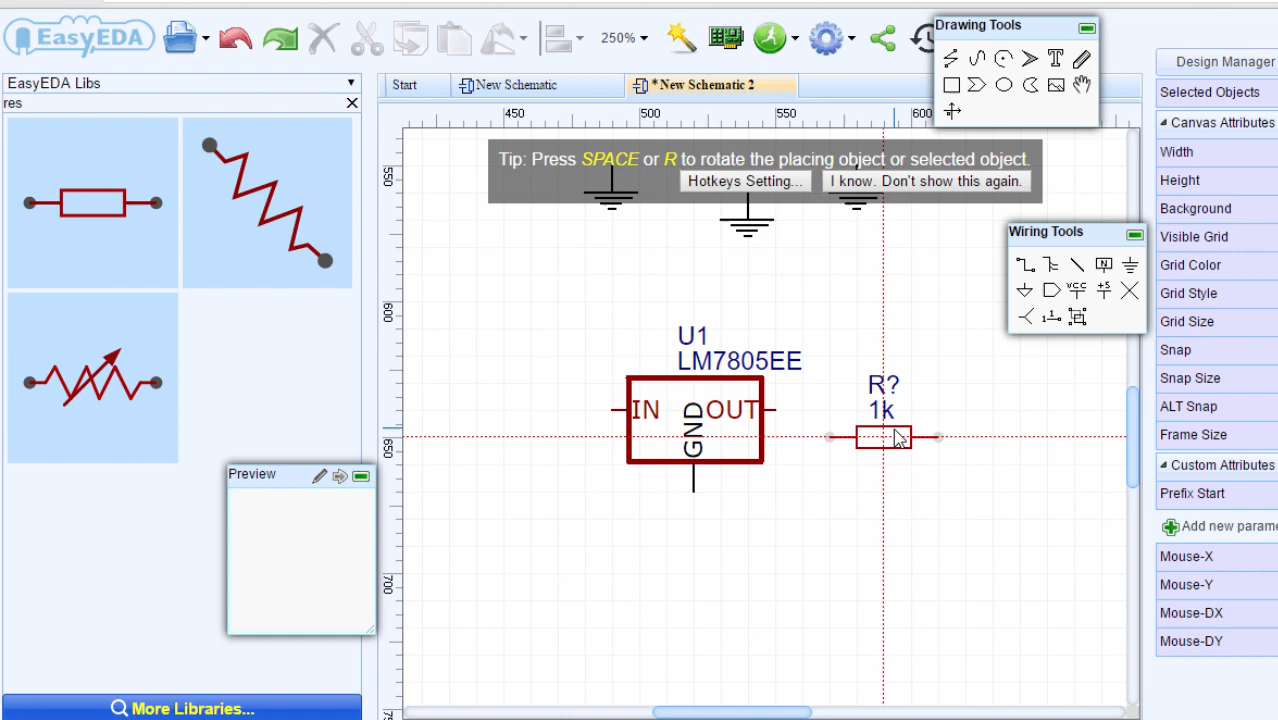 EasyEDA
250%
Drawing Tools
T
EasyEDA Libs
res
Start
New Schematic
*New Schematic 2
Design Manager
Selected Objects
Canvas Attributes
Width
Height
Background
Visible Grid
Grid Color
Grid Style
Grid Size
Snap
Snap Size
ALT Snap
Frame Size
Custom Attributes
Prefix Start
Add new parame
Mouse-X
Mouse-Y
Mouse-DX
Mouse-DY
450
500
550
600
550
600
650
700
Tip: Press SPACE or R to rotate the placing object or selected object.
Hotkeys Setting...
I know. Don't show this again.
Wiring Tools
N
VCC
+5
U1
LM7805EE
IN
GND
OUT
R?
1k
Preview
More Libraries...